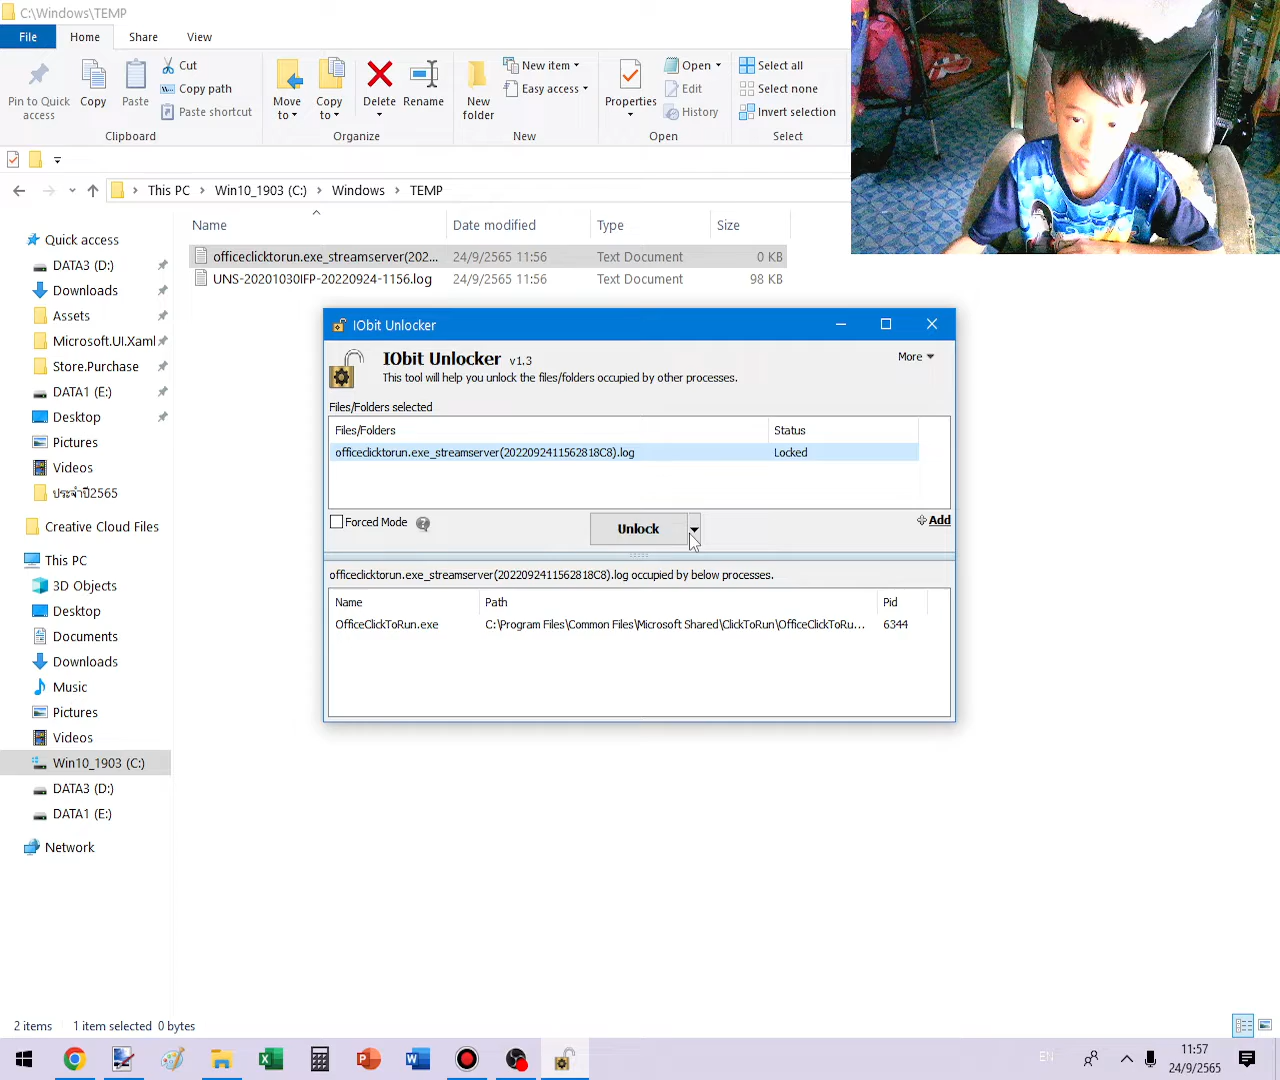 C:\Windows\TEMP
File Home Share View
Pin to Quick access
Copy
Paste
Cut
Copy path
Paste shortcut
Clipboard
Move to
Copy to
Delete
Rename
Organize
New folder
New item
Easy access
New
Properties
Open
Edit
History
Open
Select all
Select none
Invert selection
Select
This PC > Win10_1903 (C:) > Windows > TEMP
Name Date modified Type Size
officeclicktorun.exe_streamserver(202... 24/9/2565 11:56 Text Document 0 KB
UNS-20201030IFP-20220924-1156.log 24/9/2565 11:56 Text Document 98 KB
Quick access
DATA3 (D:)
Downloads
Assets
Microsoft.UI.Xaml
Store.Purchase
DATA1 (E:)
Desktop
Pictures
Videos
ประจำปี2565
Creative Cloud Files
This PC
3D Objects
Desktop
Documents
Downloads
Music
Pictures
Videos
Win10_1903 (C:)
DATA3 (D:)
DATA1 (E:)
Network
IObit Unlocker
IObit Unlocker v1.3
More
This tool will help you unlock the files/folders occupied by other processes.
Files/Folders selected
Files/Folders Status
officeclicktorun.exe_streamserver(2022092411562818C8).log Locked
Forced Mode
Unlock
Add
officeclicktorun.exe_streamserver(2022092411562818C8).log occupied by below processes.
Name Path Pid
OfficeClickToRun.exe C:\Program Files\Common Files\Microsoft Shared\ClickToRun\OfficeClickToRu... 6344
2 items 1 item selected 0 bytes
EN
11:57
24/9/2565